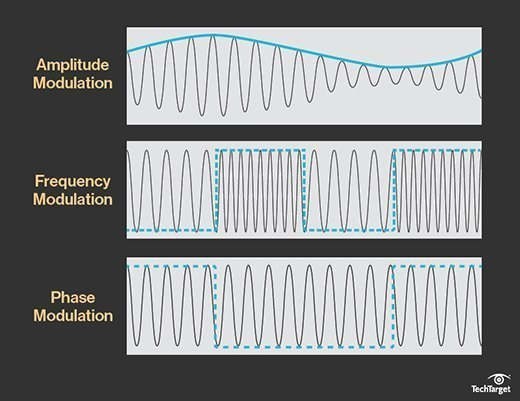 Amplitude
Modulation
Frequency
Modulation
Phase
Modulation
TechTarget